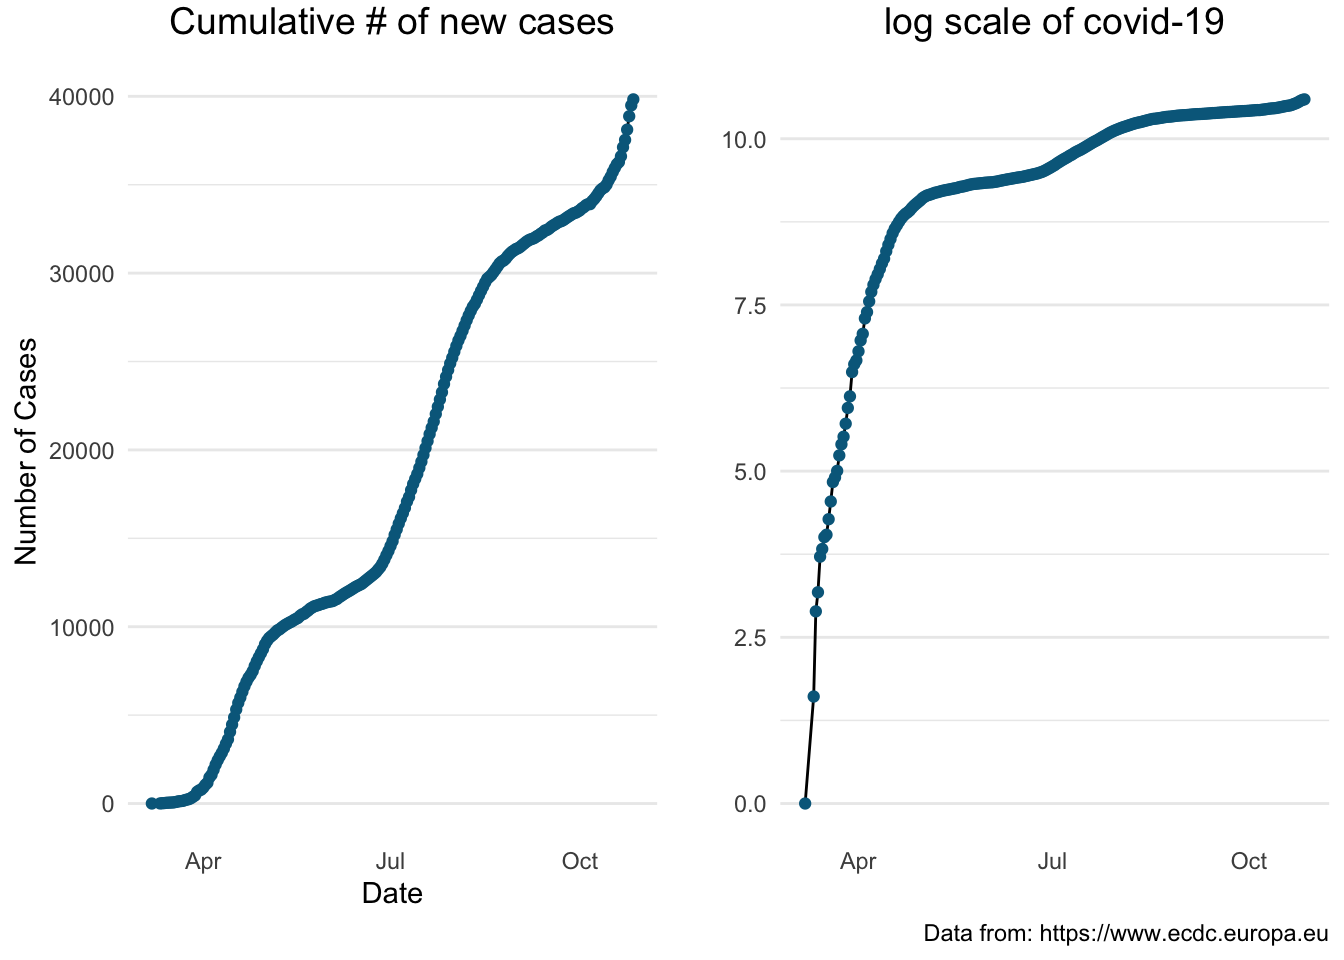 Cumulative # of new cases
40000
30000
20000
10000
0
Number of Cases
Apr Jul Oct
Date
log scale of covid-19
10.0
7.5
5.0
2.5
0.0
Apr Jul Oct
Data from: https://www.ecdc.europa.eu